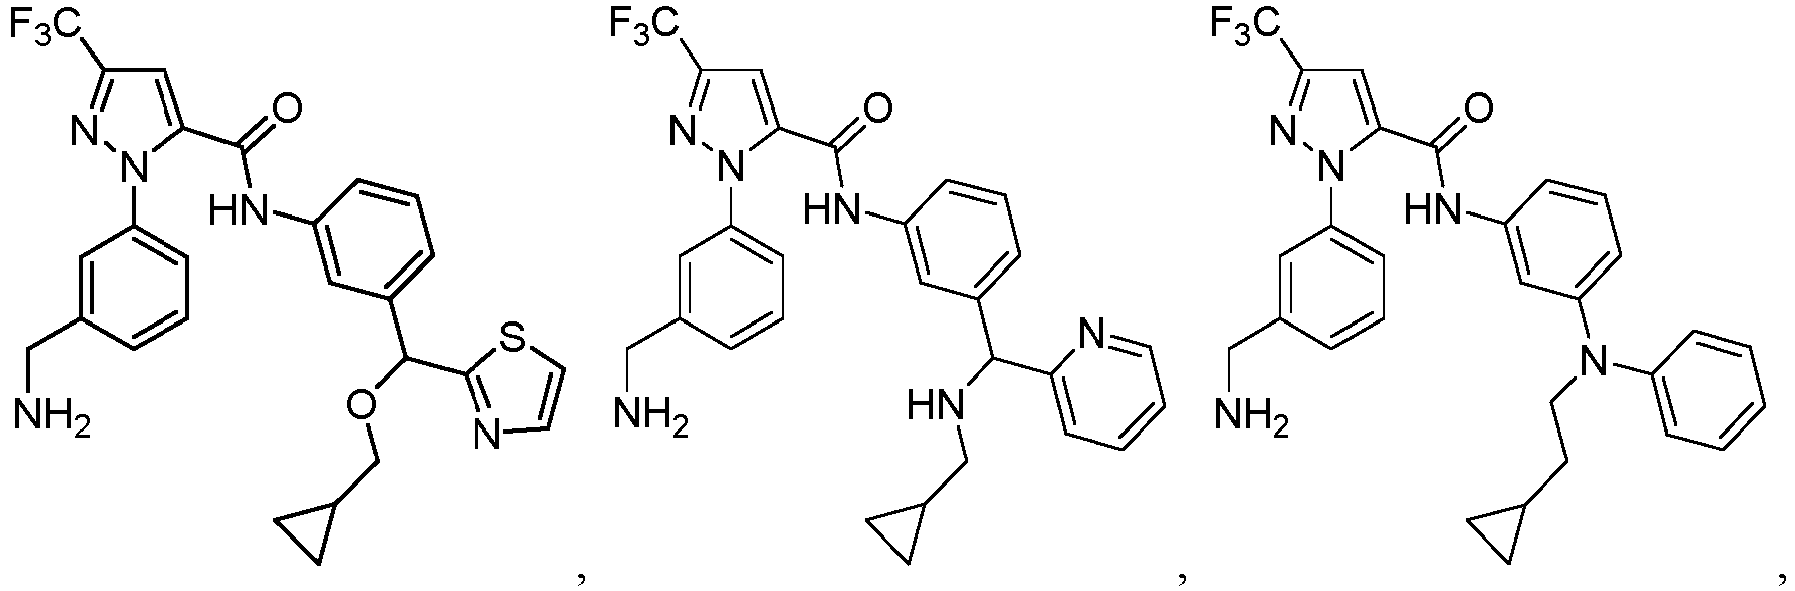 F3C F3C F3C
O O O
N N N
N N N
HN HN HN
S N
N
NH2 O NH2 HN NH2
N
, , ,